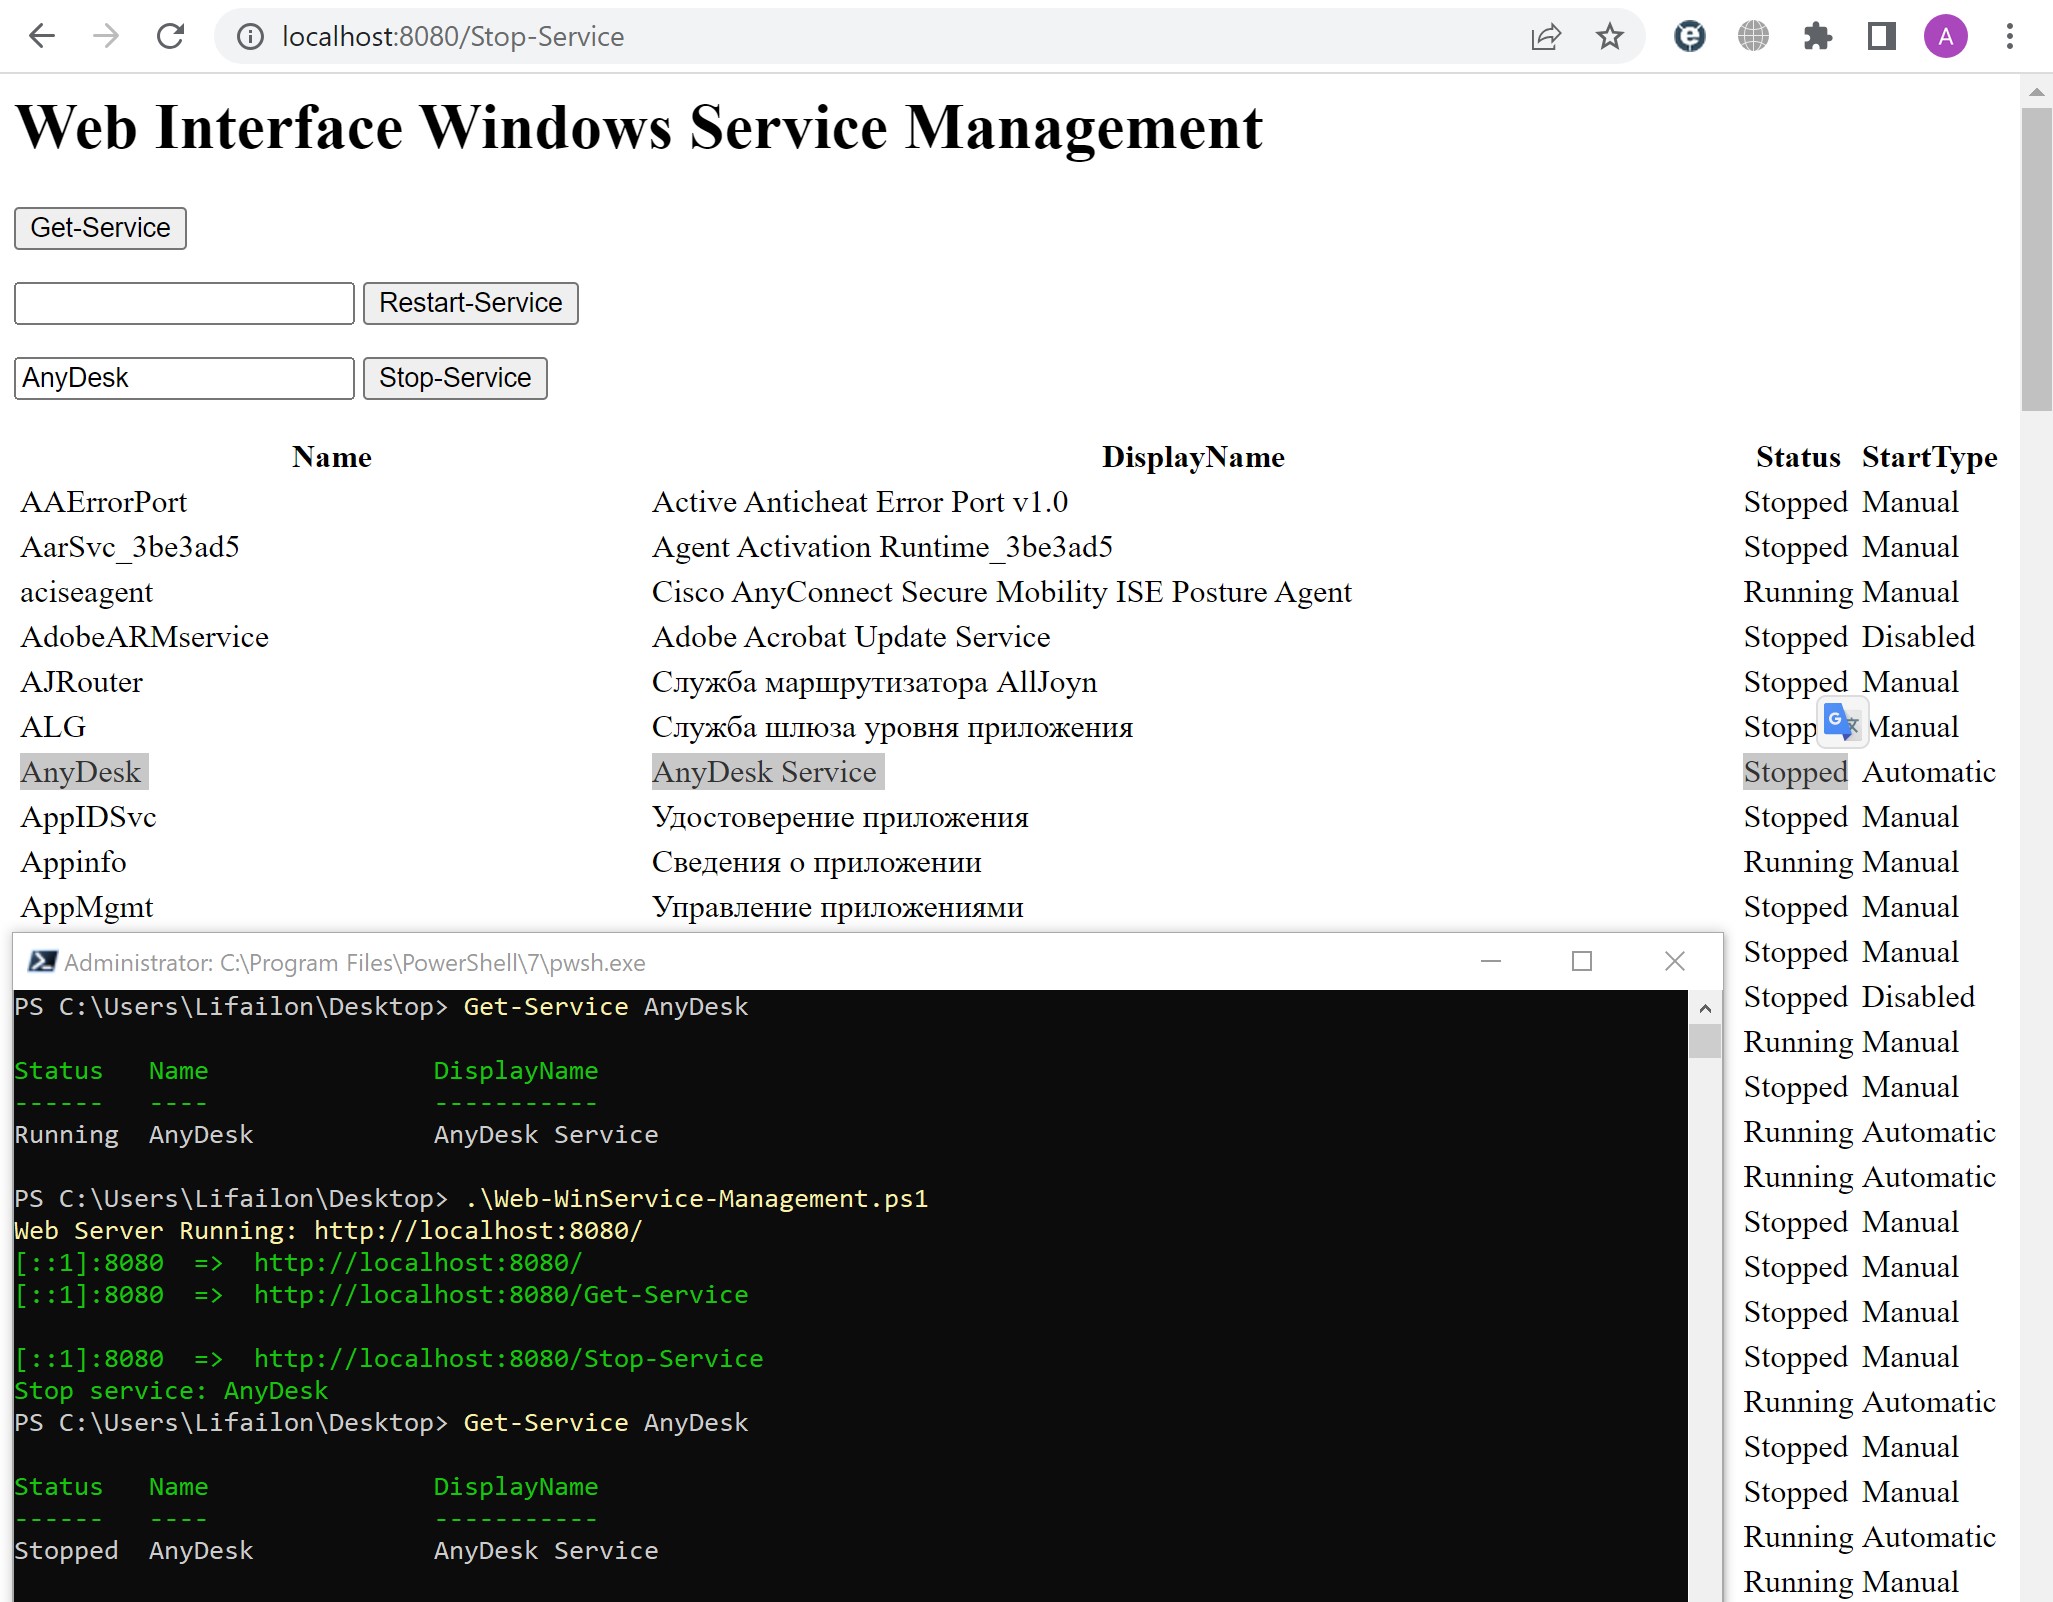 localhost:8080/Stop-Service
A
Web Interface Windows Service Management
Get-Service
Restart-Service
AnyDesk Stop-Service
Name DisplayName Status StartType
AAErrorPort Active Anticheat Error Port v1.0 Stopped Manual
AarSvc_3be3ad5 Agent Activation Runtime_3be3ad5 Stopped Manual
aciseagent Cisco AnyConnect Secure Mobility ISE Posture Agent Running Manual
AdobeARMservice Adobe Acrobat Update Service Stopped Disabled
AJRouter Служба маршрутизатора AllJoyn Stopped Manual
ALG Служба шлюза уровня приложения Stopp Manual
AnyDesk AnyDesk Service Stopped Automatic
AppIDSvc Удостоверение приложения Stopped Manual
Appinfo Сведения о приложении Running Manual
AppMgmt Управление приложениями Stopped Manual
Stopped Manual
Stopped Disabled
Running Manual
Stopped Manual
Running Automatic
Running Automatic
Stopped Manual
Stopped Manual
Stopped Manual
Stopped Manual
Running Automatic
Stopped Manual
Stopped Manual
Running Automatic
Running Manual
Administrator: C:\Program Files\PowerShell\7\pwsh.exe
PS C:\Users\Lifailon\Desktop> Get-Service AnyDesk
Status Name DisplayName
------ ---- -----------
Running AnyDesk AnyDesk Service
PS C:\Users\Lifailon\Desktop> .\Web-WinService-Management.ps1
Web Server Running: http://localhost:8080/
[::1]:8080 => http://localhost:8080/
[::1]:8080 => http://localhost:8080/Get-Service
[::1]:8080 => http://localhost:8080/Stop-Service
Stop service: AnyDesk
PS C:\Users\Lifailon\Desktop> Get-Service AnyDesk
Status Name DisplayName
------ ---- -----------
Stopped AnyDesk AnyDesk Service